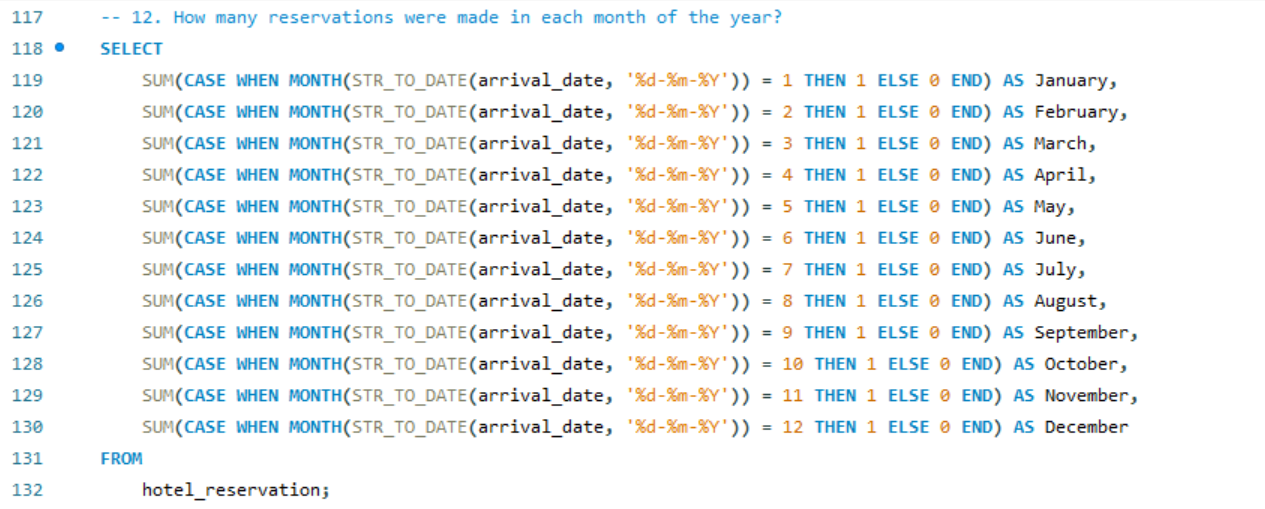 117 -- 12. How many reservations were made in each month of the year?
118 SELECT
119 SUM(CASE WHEN MONTH(STR_TO_DATE(arrival_date, '%d-%m-%Y')) = 1 THEN 1 ELSE 0 END) AS January,
120 SUM(CASE WHEN MONTH(STR_TO_DATE(arrival_date, '%d-%m-%Y')) = 2 THEN 1 ELSE 0 END) AS February,
121 SUM(CASE WHEN MONTH(STR_TO_DATE(arrival_date, '%d-%m-%Y')) = 3 THEN 1 ELSE 0 END) AS March,
122 SUM(CASE WHEN MONTH(STR_TO_DATE(arrival_date, '%d-%m-%Y')) = 4 THEN 1 ELSE 0 END) AS April,
123 SUM(CASE WHEN MONTH(STR_TO_DATE(arrival_date, '%d-%m-%Y')) = 5 THEN 1 ELSE 0 END) AS May,
124 SUM(CASE WHEN MONTH(STR_TO_DATE(arrival_date, '%d-%m-%Y')) = 6 THEN 1 ELSE 0 END) AS June,
125 SUM(CASE WHEN MONTH(STR_TO_DATE(arrival_date, '%d-%m-%Y')) = 7 THEN 1 ELSE 0 END) AS July,
126 SUM(CASE WHEN MONTH(STR_TO_DATE(arrival_date, '%d-%m-%Y')) = 8 THEN 1 ELSE 0 END) AS August,
127 SUM(CASE WHEN MONTH(STR_TO_DATE(arrival_date, '%d-%m-%Y')) = 9 THEN 1 ELSE 0 END) AS September,
128 SUM(CASE WHEN MONTH(STR_TO_DATE(arrival_date, '%d-%m-%Y')) = 10 THEN 1 ELSE 0 END) AS October,
129 SUM(CASE WHEN MONTH(STR_TO_DATE(arrival_date, '%d-%m-%Y')) = 11 THEN 1 ELSE 0 END) AS November,
130 SUM(CASE WHEN MONTH(STR_TO_DATE(arrival_date, '%d-%m-%Y')) = 12 THEN 1 ELSE 0 END) AS December
131 FROM
132 hotel_reservation;